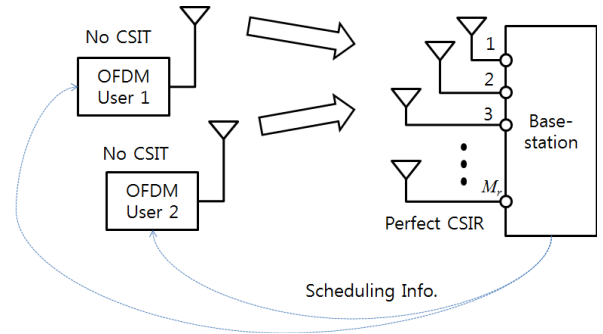 No CSIT
OFDM
User 1
No CSIT
OFDM
User 2
1
2
3
M_r
Base-
station
Perfect CSIR
Scheduling Info.